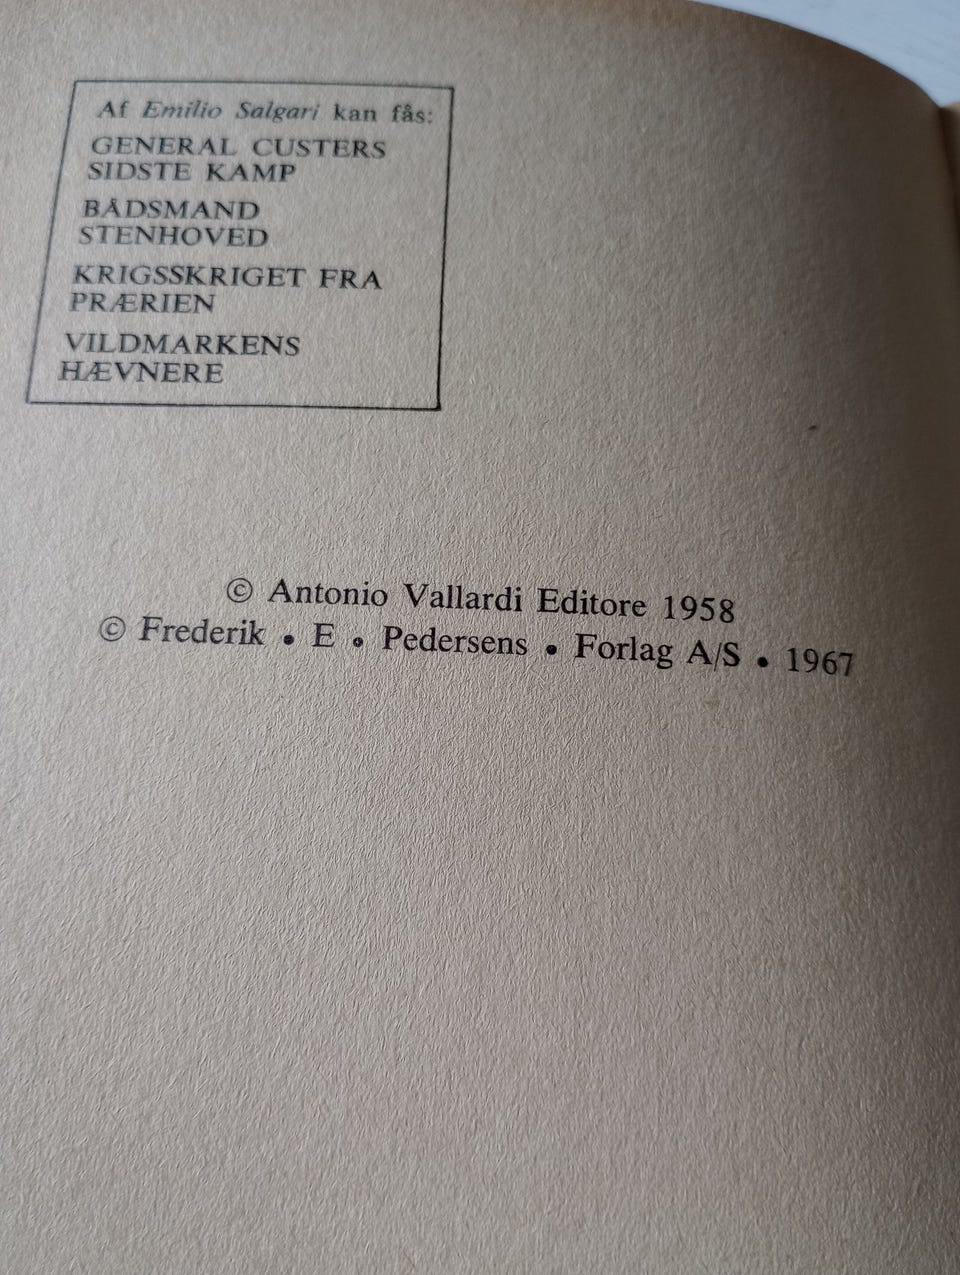 Af Emilio Salgari kan fås:
GENERAL CUSTERS
SIDSTE KAMP
BÅDSMAND
STENHOVED
KRIGSSKRIGET FRA
PRÆRIEN
VILDMARKENS
HÆVNERE
© Antonio Vallardi Editore 1958
© Frederik • E • Pedersens • Forlag A/S • 1967